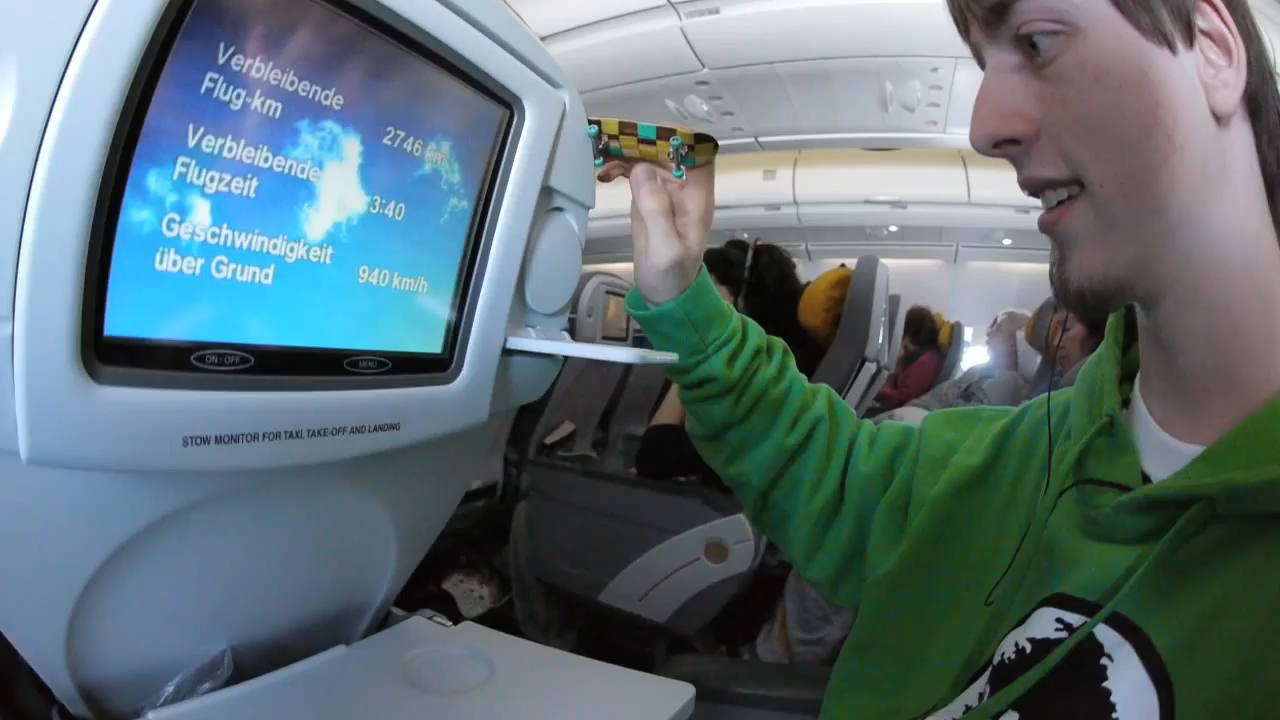 Verbleibende
Flug-km
2746 km
Verbleibende
Flugzeit
3:40
Geschwindigkeit
über Grund
940 km/h
ON / OFF
MENU
STOW MONITOR FOR TAXI, TAKE-OFF AND LANDING